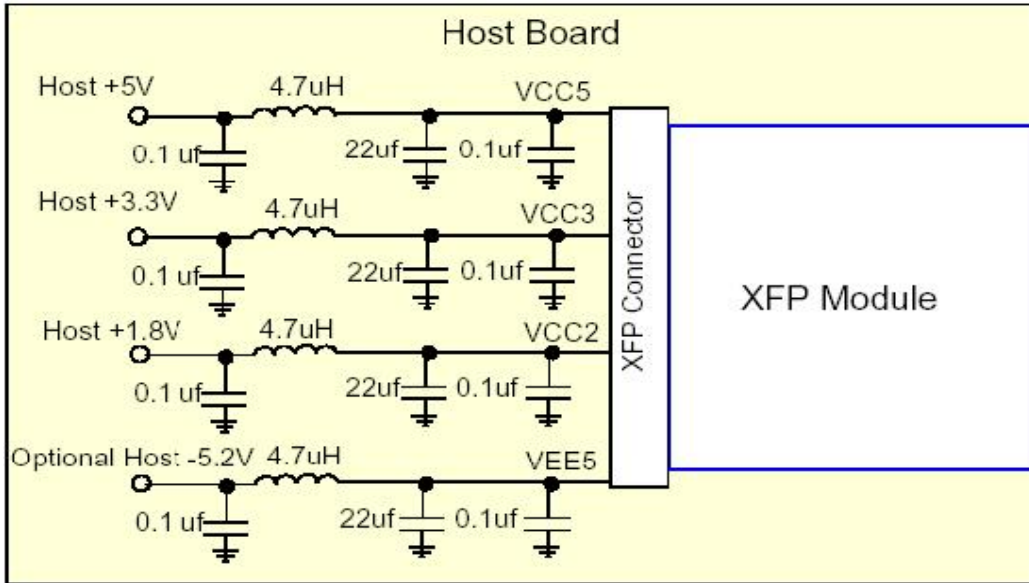 Host Board
Host +5V
4.7uH
VCC5
0.1 uf
22uf
0.1uf
Host +3.3V
4.7uH
VCC3
0.1 uf
22uf
0.1uf
Host +1.8V
4.7uH
VCC2
0.1 uf
22uf
0.1uf
Optional Host -5.2V
4.7uH
VEE5
0.1 uf
22uf
0.1uf
XFP Connector
XFP Module